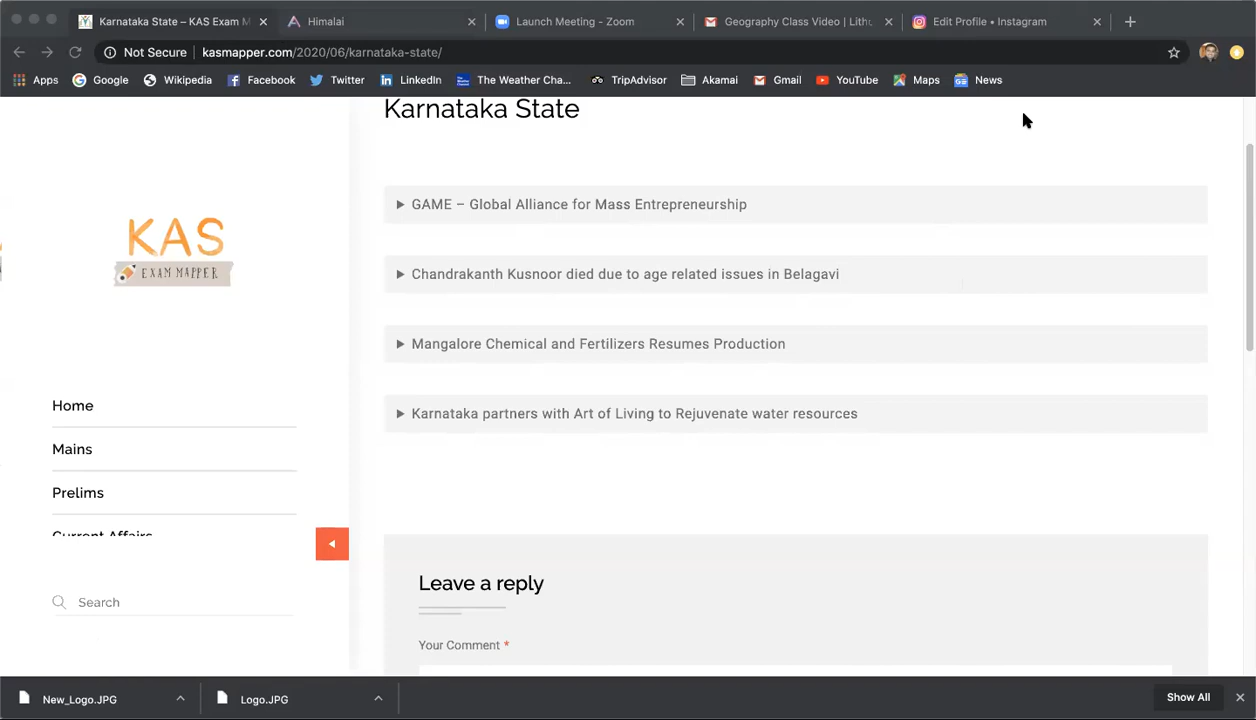 Karnataka State – KAS Exam M
Himalai
Launch Meeting - Zoom
Geography Class Video | Lith
Edit Profile • Instagram
Not Secure | kasmapper.com/2020/06/karnataka-state/
Apps
Google
Wikipedia
Facebook
Twitter
LinkedIn
The Weather Cha...
TripAdvisor
Akamai
Gmail
YouTube
Maps
News
Karnataka State
GAME – Global Alliance for Mass Entrepreneurship
Chandrakanth Kusnoor died due to age related issues in Belagavi
Mangalore Chemical and Fertilizers Resumes Production
Karnataka partners with Art of Living to Rejuvenate water resources
KAS
EXAM MAPPER
Home
Mains
Prelims
Current Affairs
Search
Leave a reply
Your Comment *
New_Logo.JPG
Logo.JPG
Show All